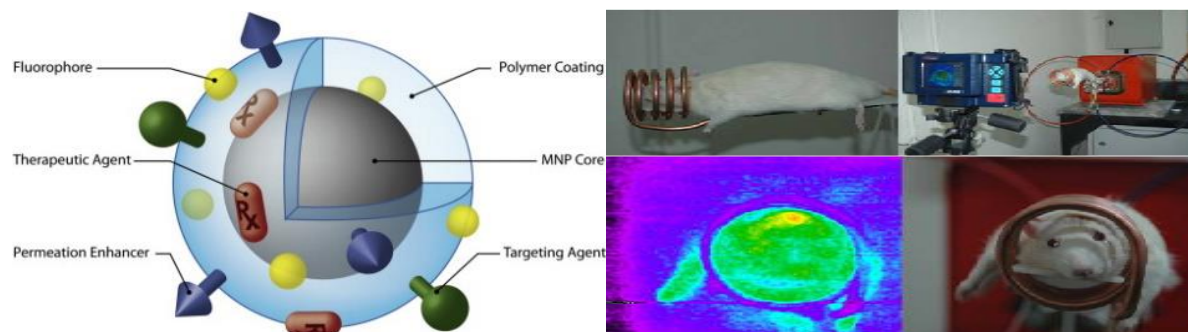 Fluorophore
Polymer Coating
Rx
Therapeutic Agent
MNP Core
Rx
Permeation Enhancer
Targeting Agent
R